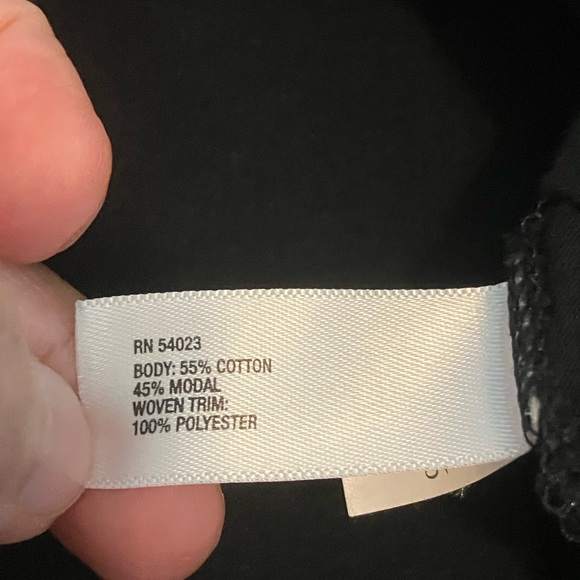 RN 54023
BODY: 55% COTTON
45% MODAL
WOVEN TRIM:
100% POLYESTER